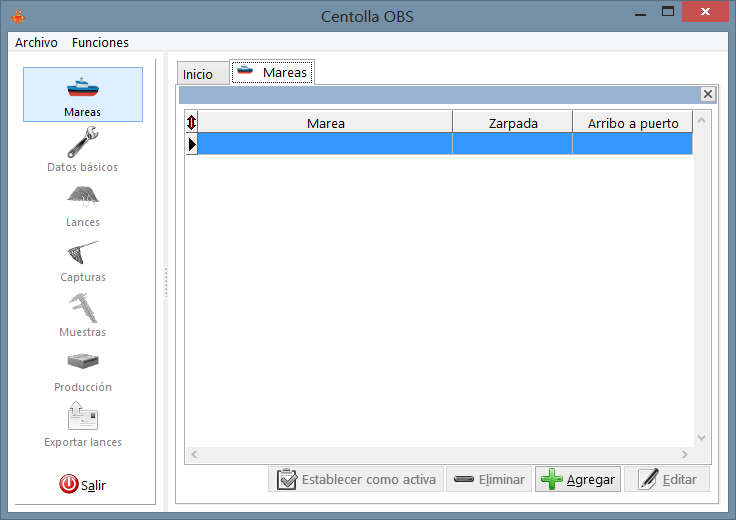 Centolla OBS
Archivo Funciones
Mareas
Datos básicos
Lances
Capturas
Muestras
Producción
Exportar lances
Salir
Inicio Mareas
Marea Zarpada Arribo a puerto
Establecer como activa Eliminar Agregar Editar